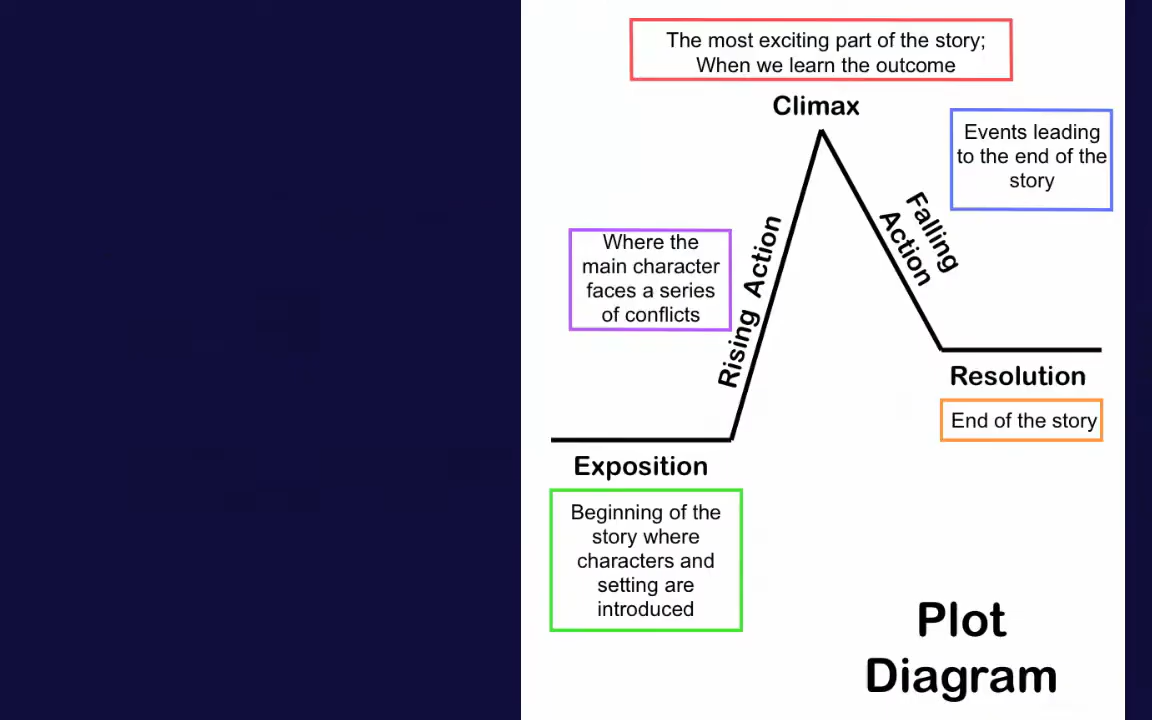 The most exciting part of the story;
When we learn the outcome
Climax
Events leading
to the end of the
story
Falling
Action
Where the
main character
faces a series
of conflicts
Rising Action
Resolution
End of the story
Exposition
Beginning of the
story where
characters and
setting are
introduced
Plot
Diagram